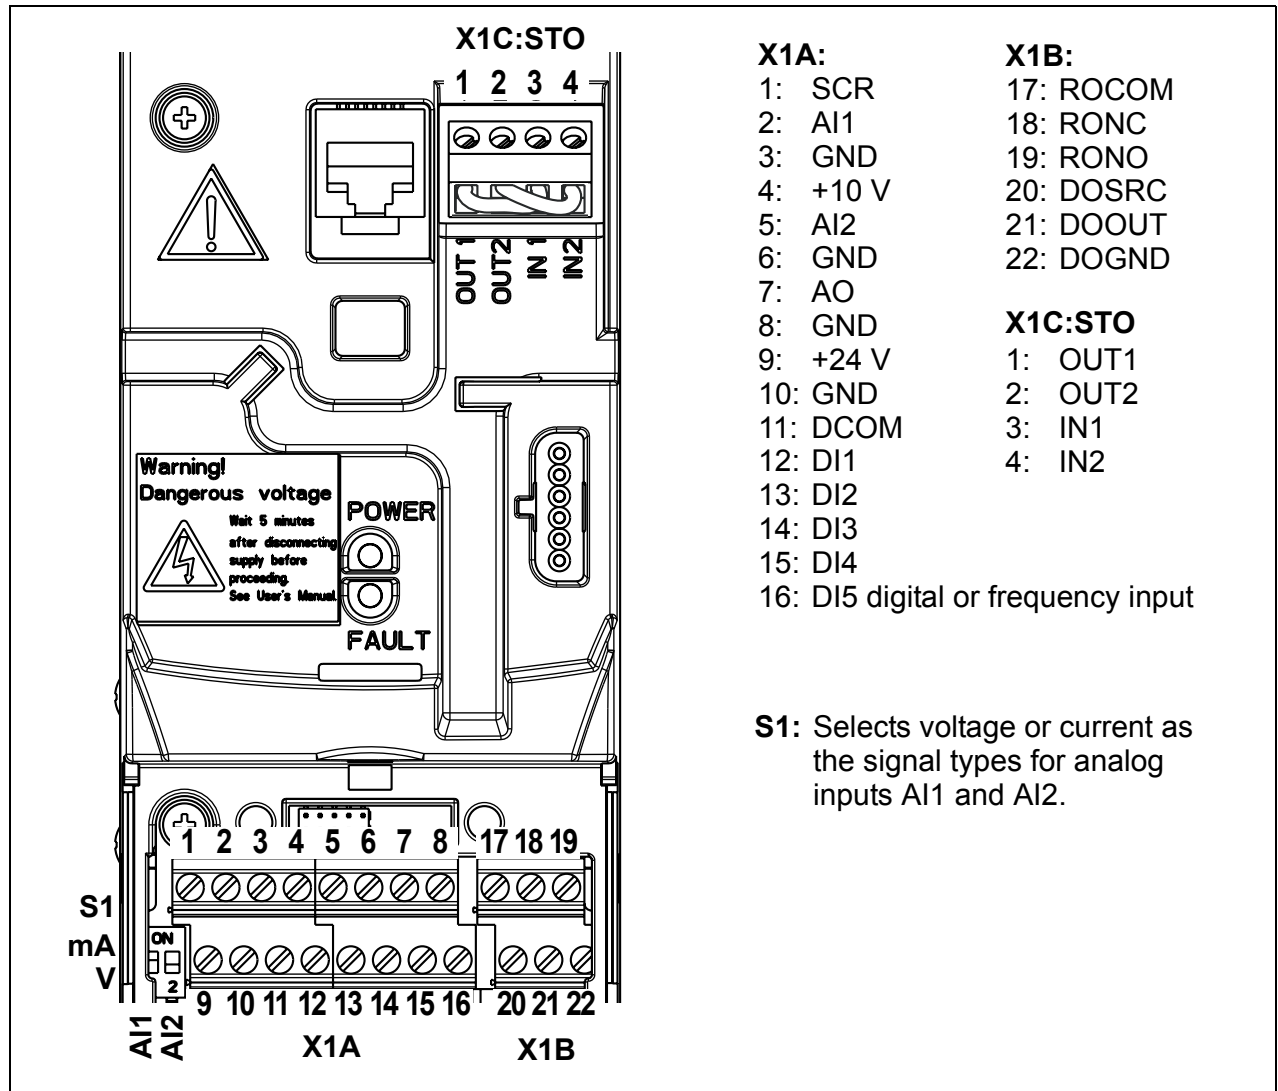 X1C:STO
1 2 3 4
OUT 1
OUT2
IN 1
IN2
Warning!
Dangerous voltage
Wait 5 minutes
after disconnecting
supply before
proceeding.
See User's Manual.
POWER
FAULT
1 2 3 4 5 6 7 8 17 18 19
S1
mA
V
ON
2
9 10 11 12 13 14 15 16 20 21 22
AI1
AI2
X1A
X1B
X1A:
1: SCR
2: AI1
3: GND
4: +10 V
5: AI2
6: GND
7: AO
8: GND
9: +24 V
10: GND
11: DCOM
12: DI1
13: DI2
14: DI3
15: DI4
16: DI5 digital or frequency input
X1B:
17: ROCOM
18: RONC
19: RONO
20: DOSRC
21: DOOUT
22: DOGND
X1C:STO
1: OUT1
2: OUT2
3: IN1
4: IN2
S1: Selects voltage or current as
the signal types for analog
inputs AI1 and AI2.